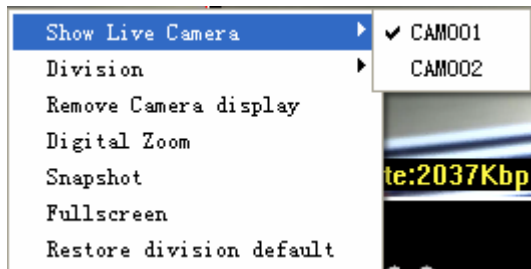 Show Live Camera
CAM001
CAM002
Division
Remove Camera display
Digital Zoom
Snapshot
te:2037Kbp
Fullscreen
Restore division default